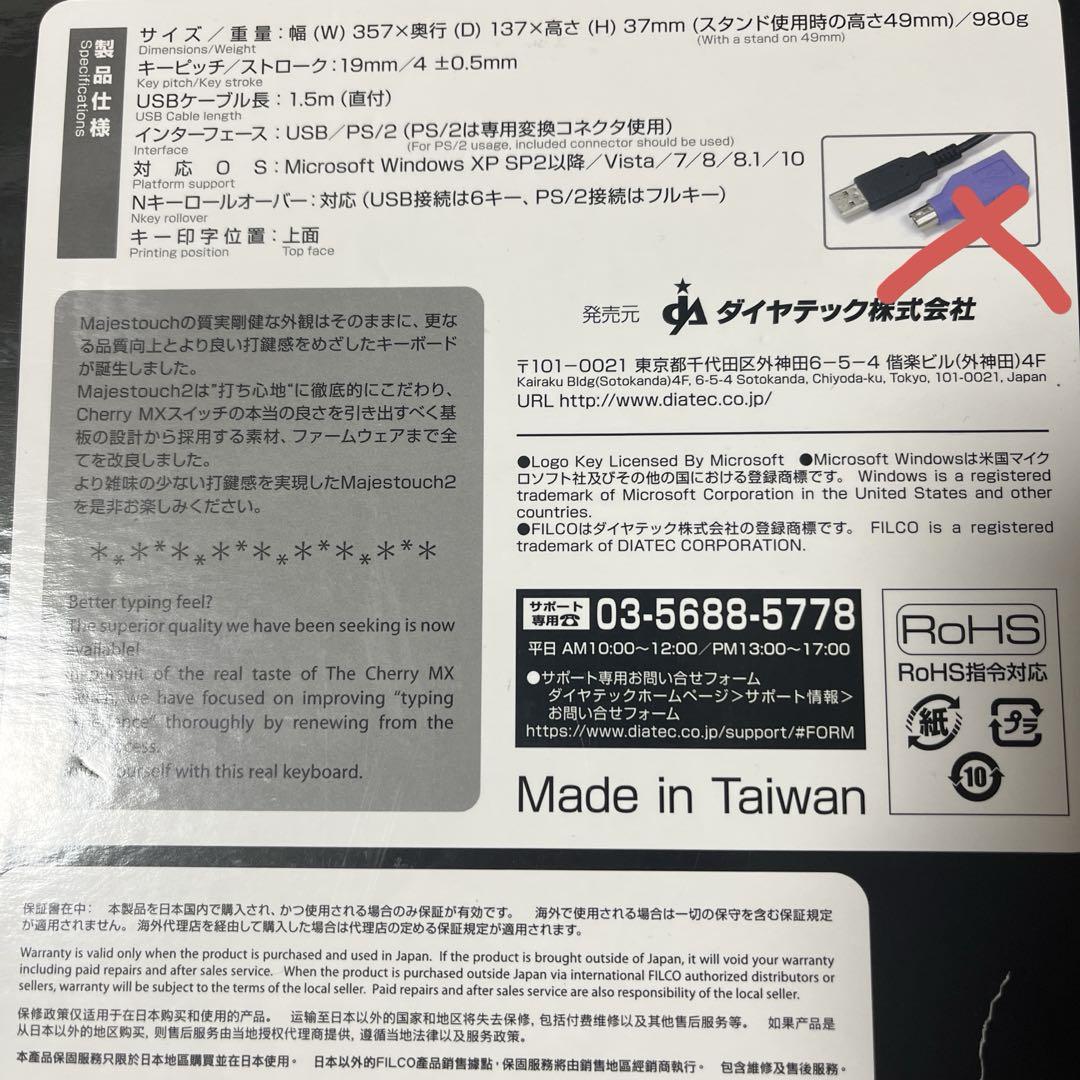 製品仕様
Specifications
サイズ／重量：幅 (W) 357×奥行 (D) 137×高さ (H) 37mm (スタンド使用時の高さ49mm)／980g
Dimensions/Weight
(With a stand on 49mm)
キーピッチ／ストローク：19mm／4 ±0.5mm
Key pitch/Key stroke
USBケーブル長：1.5m (直付)
USB Cable length
インターフェース：USB／PS/2 (PS/2は専用変換コネクタ使用)
Interface
(For PS/2 usage, included connector should be used)
対応OS：Microsoft Windows XP SP2以降／Vista／7／8／8.1／10
Platform support
Nキーロールオーバー：対応 (USB接続は6キー、PS/2接続はフルキー)
Nkey rollover
キー印字位置：上面
Printing position
Top face
Majestouchの質実剛健な外観はそのままに、更な
る品質向上とより良い打鍵感をめざしたキーボード
が誕生しました。
Majestouch2は"打ち心地"に徹底的にこだわり、
Cherry MXスイッチの本当の良さを引き出すべく基
板の設計から採用する素材、ファームウェアまで全
てを改良しました。
より雑味の少ない打鍵感を実現したMajestouch2
を是非お楽しみください。
*.**.**.**.**
Better typing feel?
The superior quality we have been seeking is now
available!
pursuit of the real taste of The Cherry MX
we have focused on improving "typing
thoroughly by renewing from the
yourself with this real keyboard.
発売元 ダイヤテック株式会社
〒101-0021 東京都千代田区外神田6-5-4 偕楽ビル(外神田)4F
Kairaku Bldg(Sotokanda)4F, 6-5-4 Sotokanda, Chiyoda-ku, Tokyo, 101-0021, Japan
URL http://www.diatec.co.jp/
●Logo Key Licensed By Microsoft ●Microsoft Windowsは米国マイク
ロソフト社及びその他の国における登録商標です。 Windows is a registered
trademark of Microsoft Corporation in the United States and other
countries.
●FILCOはダイヤテック株式会社の登録商標です。 FILCO is a registered
trademark of DIATEC CORPORATION.
サポート
専用☎ 03-5688-5778
平日 AM10:00〜12:00／PM13:00〜17:00
●サポート専用お問い合せフォーム
ダイヤテックホームページ＞サポート情報＞
お問い合せフォーム
https://www.diatec.co.jp/support/#FORM
Made in Taiwan
RoHS
RoHS指令対応
紙 プラ
10
保証書在中： 本製品を日本国内で購入され、かつ使用される場合のみ保証が有効です。 海外で使用される場合は一切の保守を含む保証規定
が適用されません。海外代理店を経由して購入した場合は代理店の定める保証規定が適用されます。
Warranty is valid only when the product is purchased and used in Japan. If the product is brought outside of Japan, it will void your warranty
including paid repairs and after sales service. When the product is purchased outside Japan via international FILCO authorized distributors or
sellers, warranty will be subject to the terms of the local seller. Paid repairs and after sales service are also responsibility of the local seller.
保修政策仅适用于在日本购买和使用的产品。 运输至日本以外的国家和地区将失去保修, 包括付费维修以及其他售后服务等。 如果产品是
从日本以外的地区购买, 则售后服务由当地授权代理商提供, 遵循当地法律以及服务政策。
本產品保固服務只限於日本地區購買並在日本使用。 日本以外的FILCO產品銷售據點，保固服務將由銷售地區經銷商執行。 包含維修及售後服務。